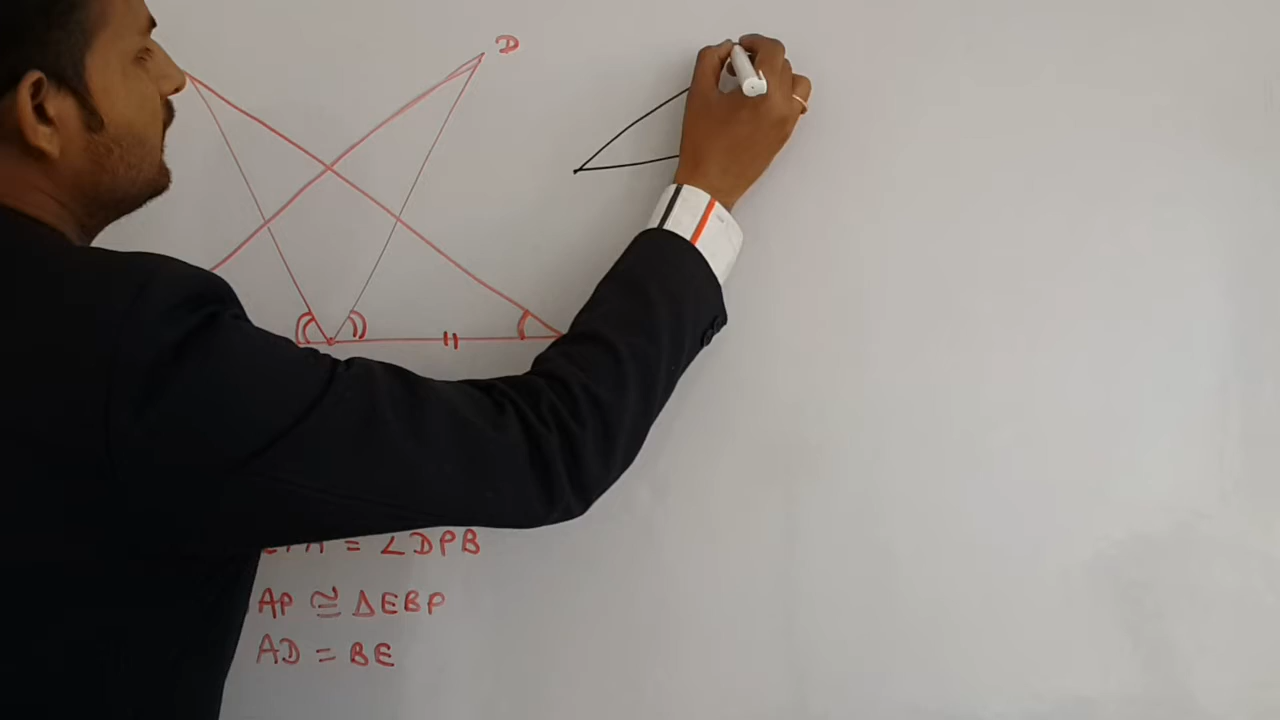 D
= ∠DPB
AP ≅ ΔEBP
AD = BE